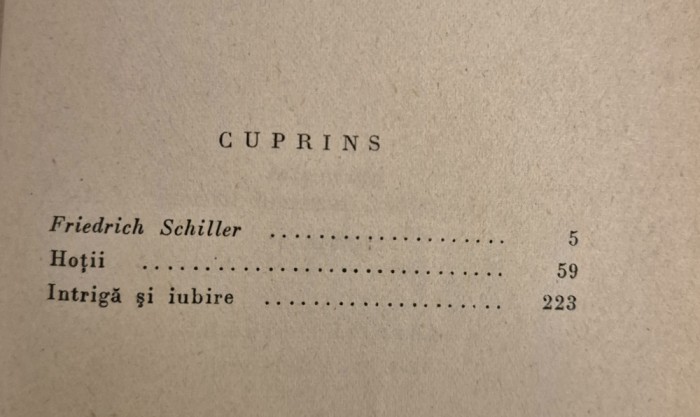 CUPRINS
Friedrich Schiller .................... 5
Hoţii .............................. 59
Intrigă şi iubire .................... 223